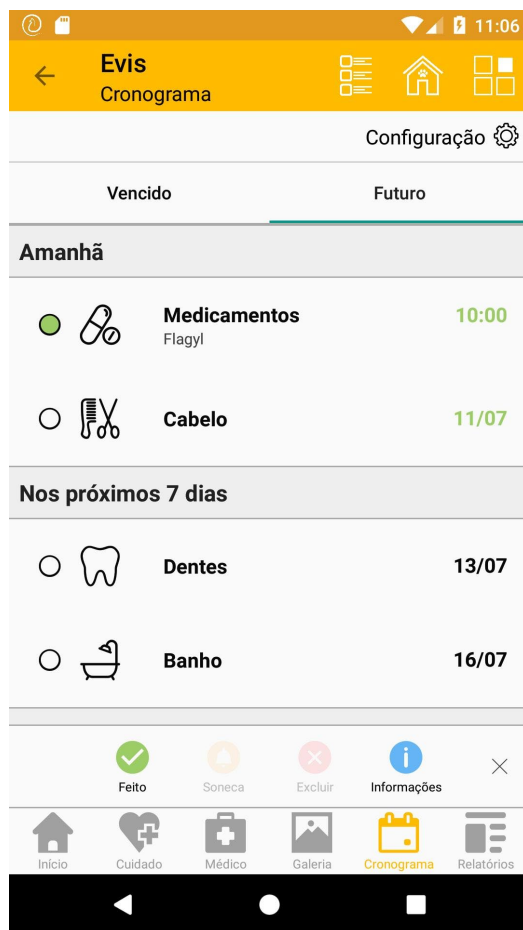 11:06
Evis
Cronograma
Configuração
Vencido
Futuro
Amanhã
Medicamentos
10:00
Flagyl
Cabelo
11/07
Nos próximos 7 dias
Dentes
13/07
Banho
16/07
Feito
Soneca
Excluir
Informações
Início
Cuidado
Médico
Galeria
Cronograma
Relatórios